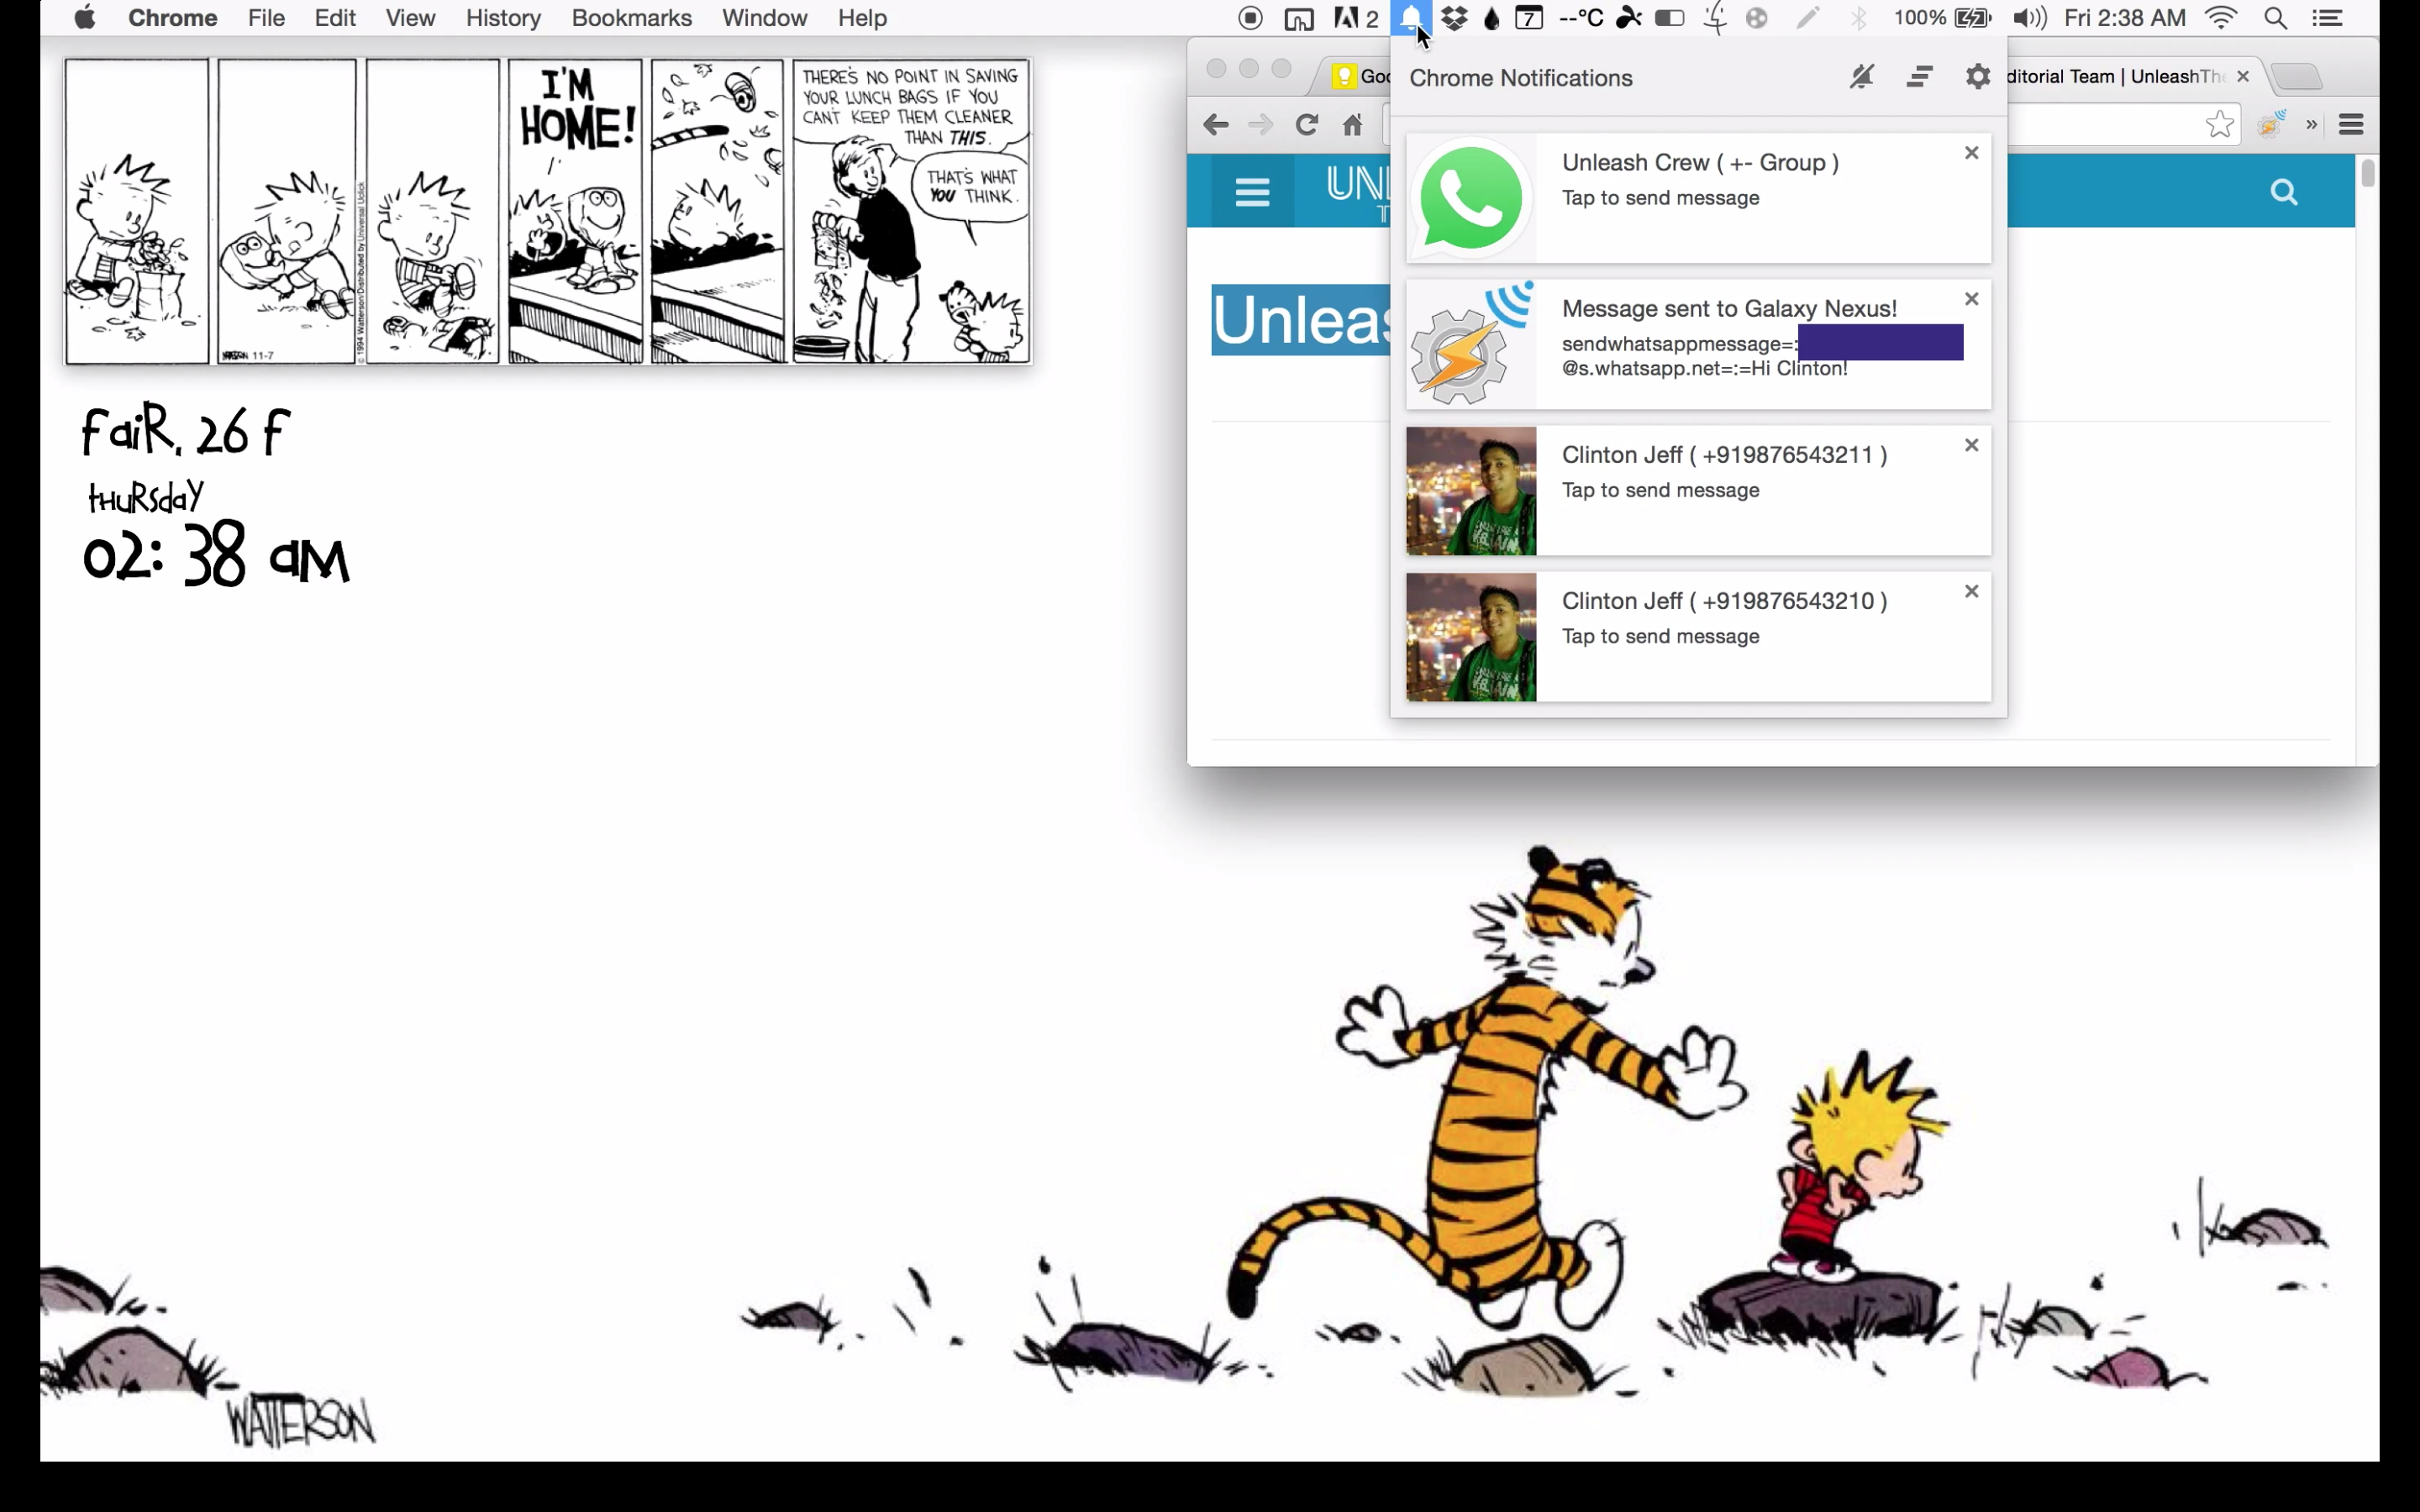 Chrome File Edit View History Bookmarks Window Help
2 7 --°C 100% Fri 2:38 AM
I'M
HOME!
THERE'S NO POINT IN SAVING
YOUR LUNCH BAGS IF YOU
CAN'T KEEP THEM CLEANER
THAN THIS.
THAT'S WHAT
YOU THINK.
© 1994 Watterson/Distributed by Universal Uclick
WATTERSON 11-7
FaiR, 26 F
tHuRSdaY
02: 38 aM
Goo
ditorial Team | UnleashThe
UNL
T
Unleas
Chrome Notifications
Unleash Crew ( +- Group )
Tap to send message
Message sent to Galaxy Nexus!
sendwhatsappmessage=:
@s.whatsapp.net=:=Hi Clinton!
Clinton Jeff ( +919876543211 )
Tap to send message
Clinton Jeff ( +919876543210 )
Tap to send message
WATTERSON